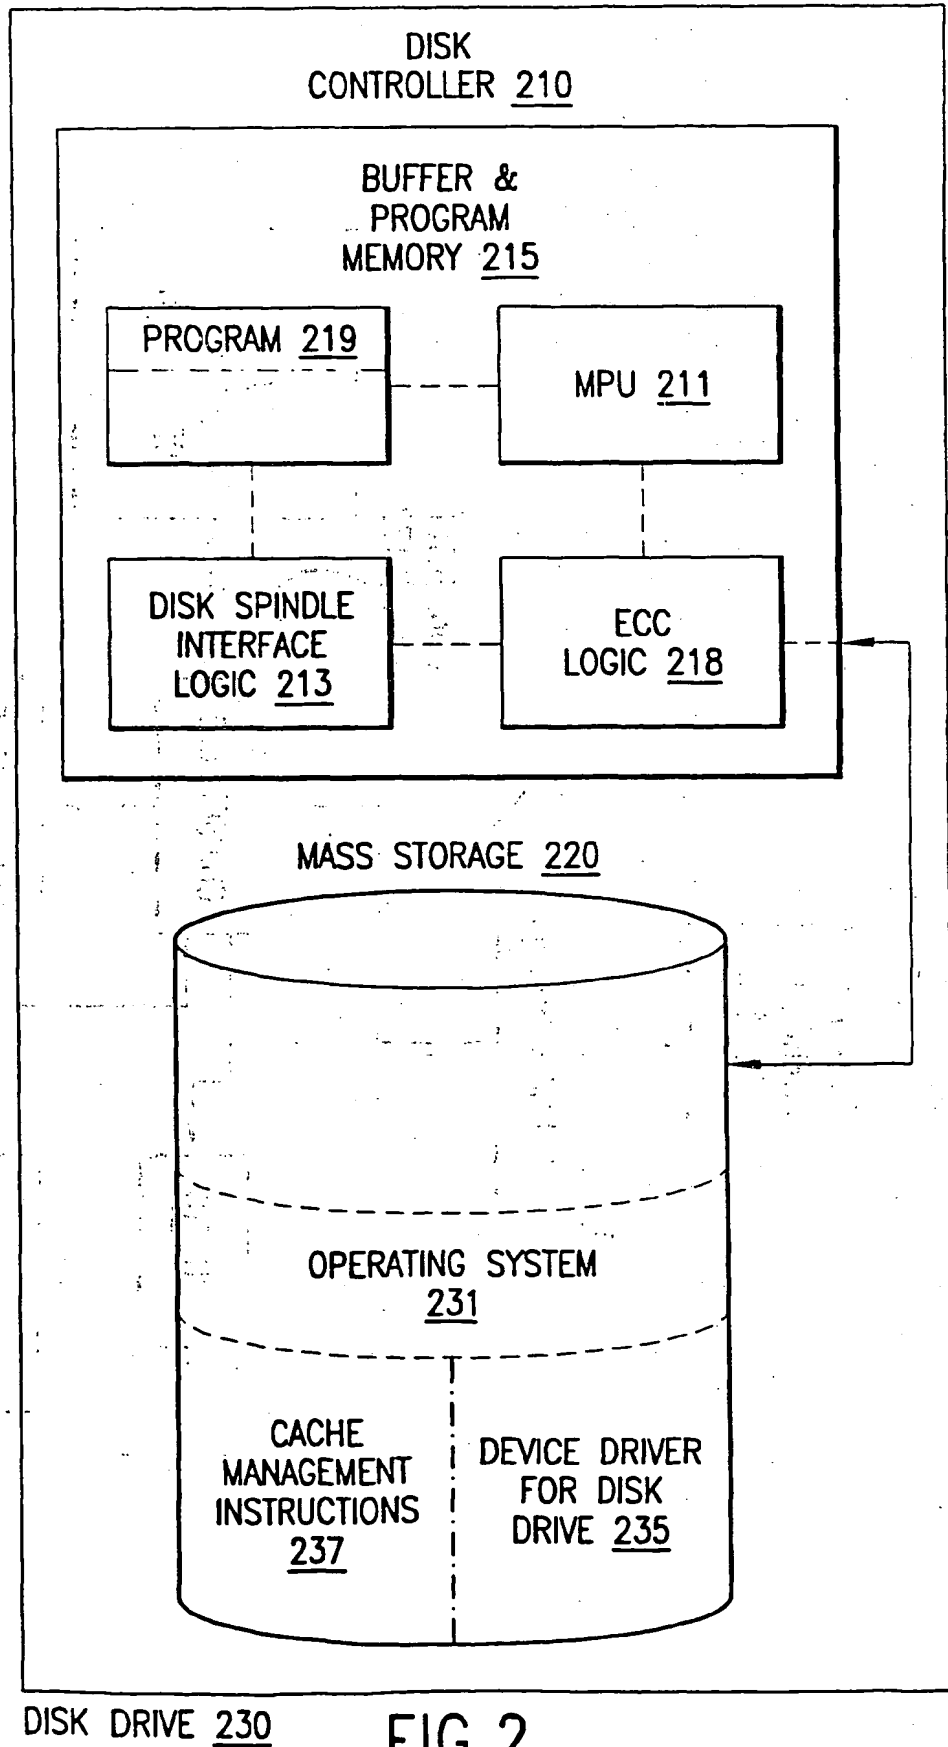 DISK
CONTROLLER 210
BUFFER &
PROGRAM
MEMORY 215
PROGRAM 219
MPU 211
DISK SPINDLE
INTERFACE
LOGIC 213
ECC
LOGIC 218
MASS STORAGE 220
OPERATING SYSTEM
231
CACHE
MANAGEMENT
INSTRUCTIONS
237
DEVICE DRIVER
FOR DISK
DRIVE 235
DISK DRIVE 230
FIG 2